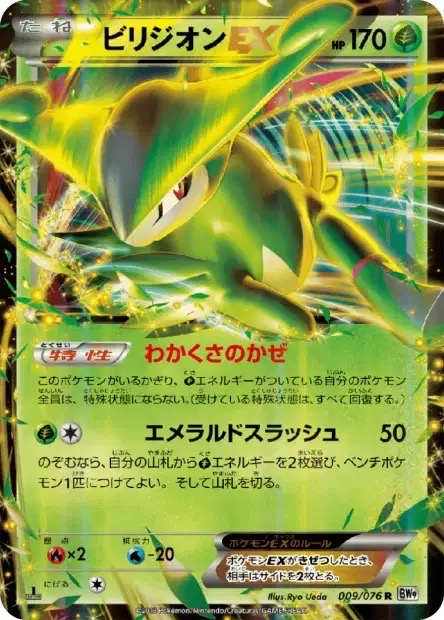 たね ビリジオンEX HP170
特性 わかくさのかぜ
このポケモンがいるかぎり、エネルギーがついている自分のポケモン
全員は、特殊状態にならない。(受けている特殊状態は、すべて回復する。)
エメラルドスラッシュ 50
のぞむなら、自分の山札からエネルギーを2枚選び、ベンチポケ
モン1匹につけてよい。そして山札を切る。
ポケモンEXのルール
弱点 抵抗力
×2 -20
ポケモンEXがきぜつしたとき、
相手はサイドを2枚とる。
にげる
Illus.Ryo Ueda 009/076 R BW9
©2013 Pokémon/Nintendo/Creatures/GAME FREAK